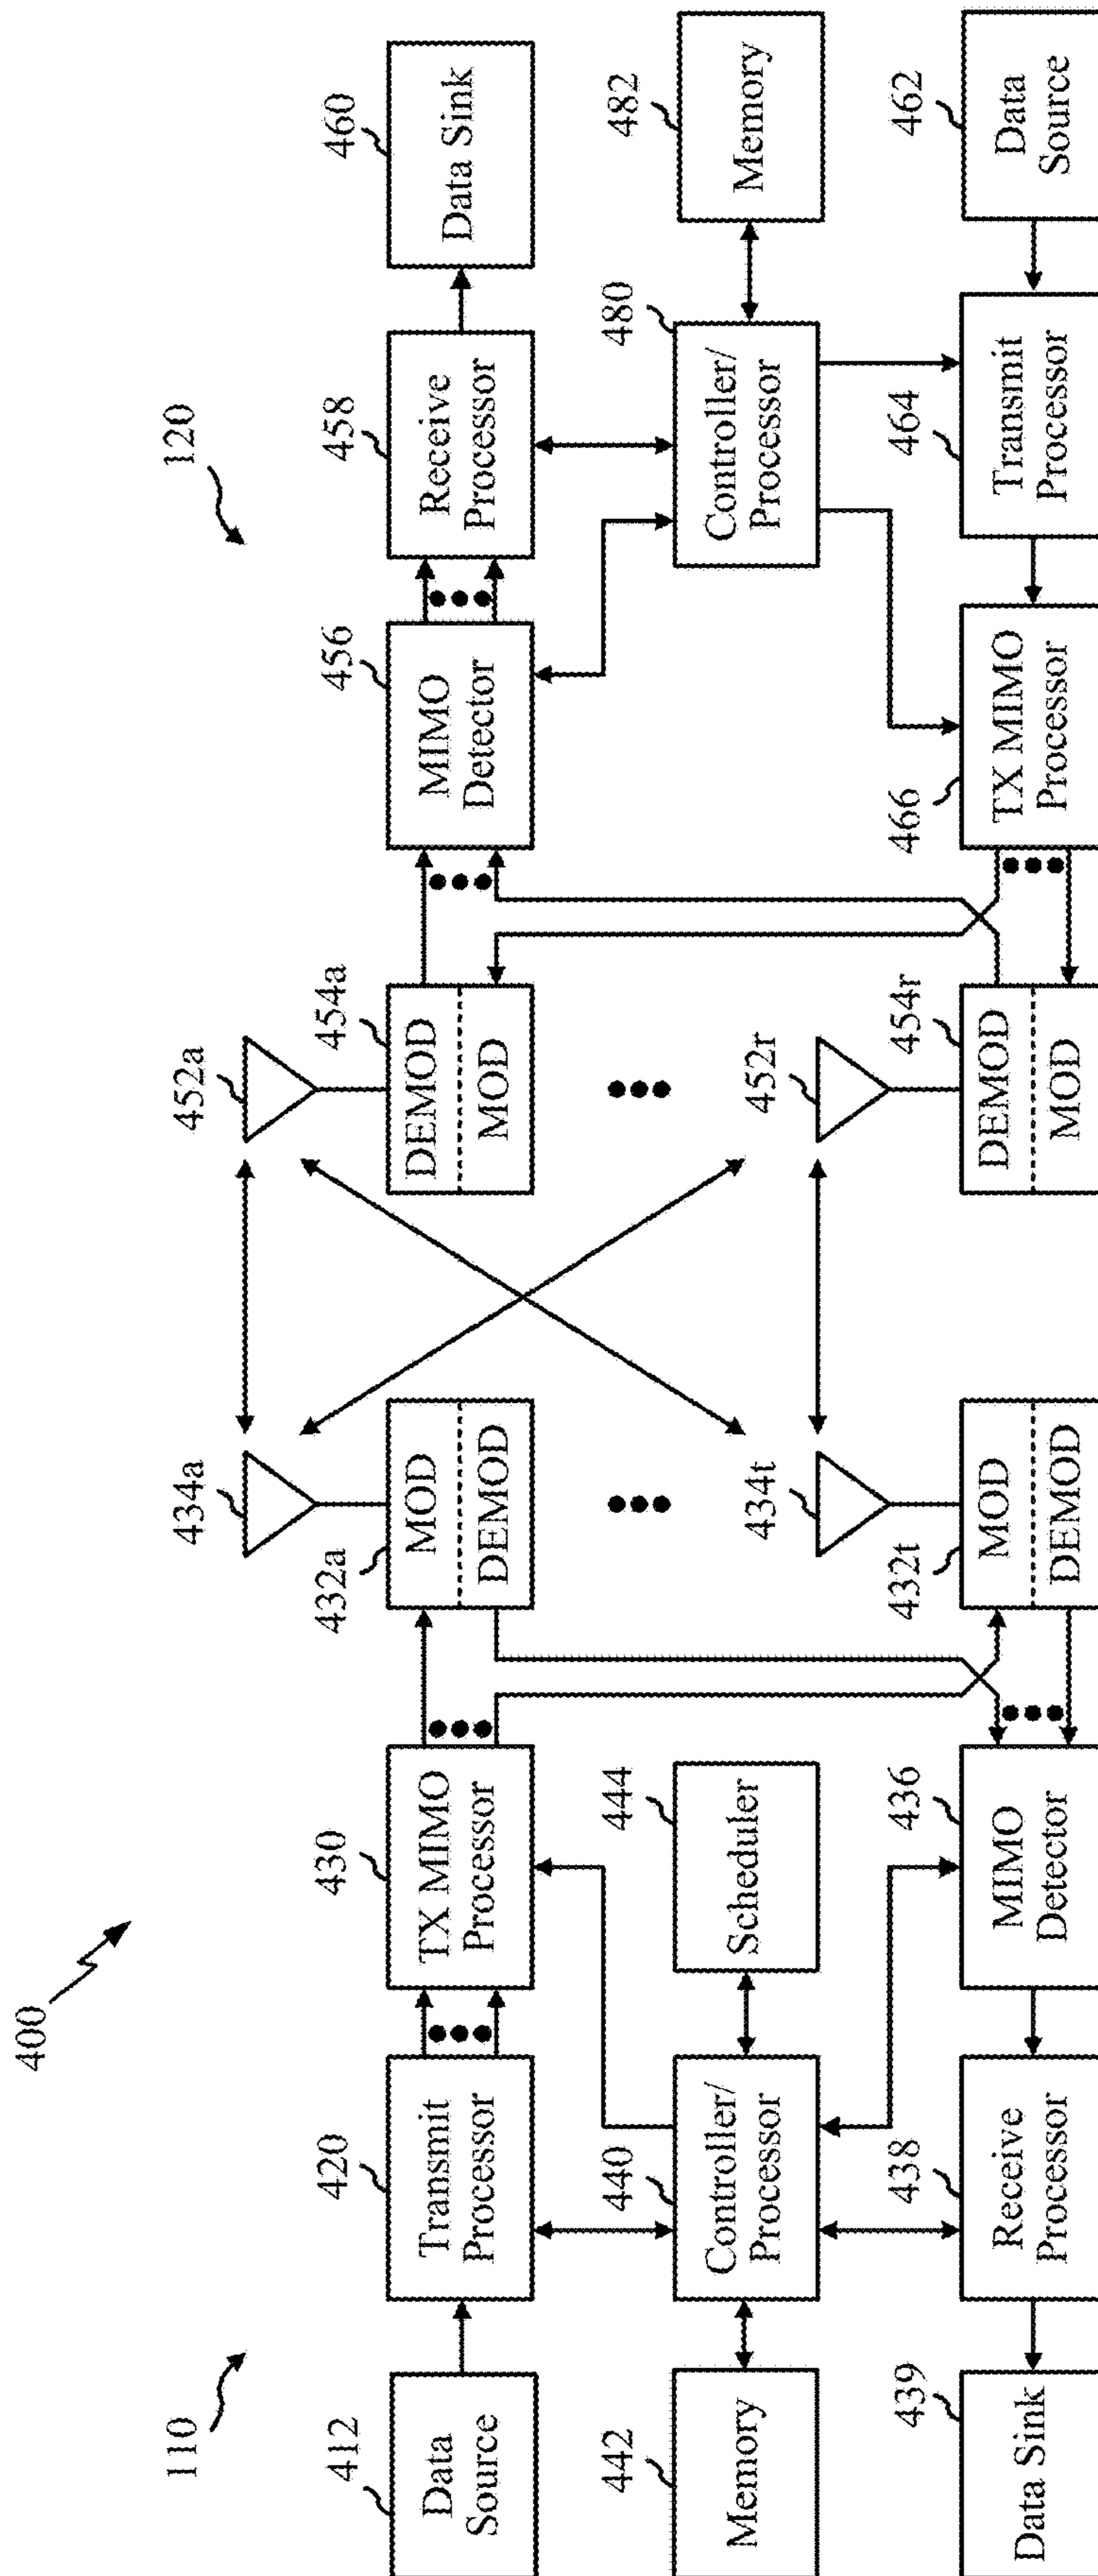 400
110
120
412
Data
Source
420
Transmit
Processor
430
TX MIMO
Processor
432a
MOD
DEMOD
434a
452a
454a
DEMOD
MOD
456
MIMO
Detector
458
Receive
Processor
460
Data Sink
442
Memory
440
Controller/
Processor
444
Scheduler
480
Controller/
Processor
482
Memory
439
Data Sink
438
Receive
Processor
436
MIMO
Detector
432t
MOD
DEMOD
434t
452r
454r
DEMOD
MOD
466
TX MIMO
Processor
464
Transmit
Processor
462
Data
Source